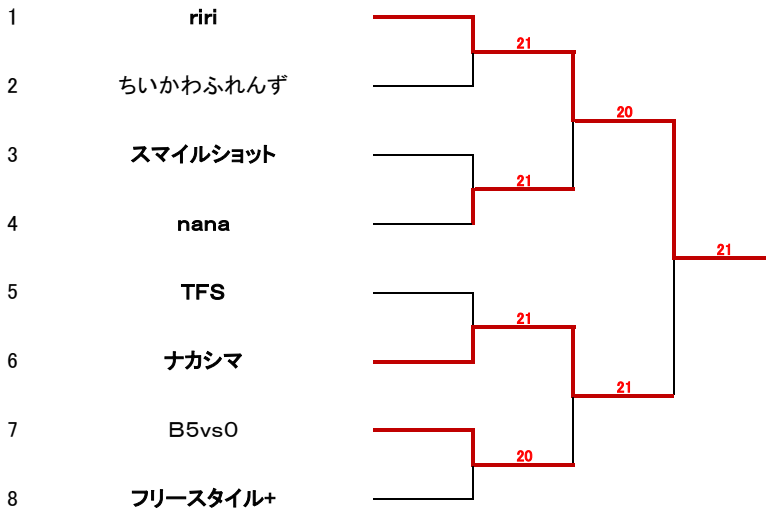 1 riri
21
2 ちいかわふれんず
20
3 スマイルショット
21
4 nana
21
5 TFS
21
6 ナカシマ
21
7 B5vs0
20
8 フリースタイル+